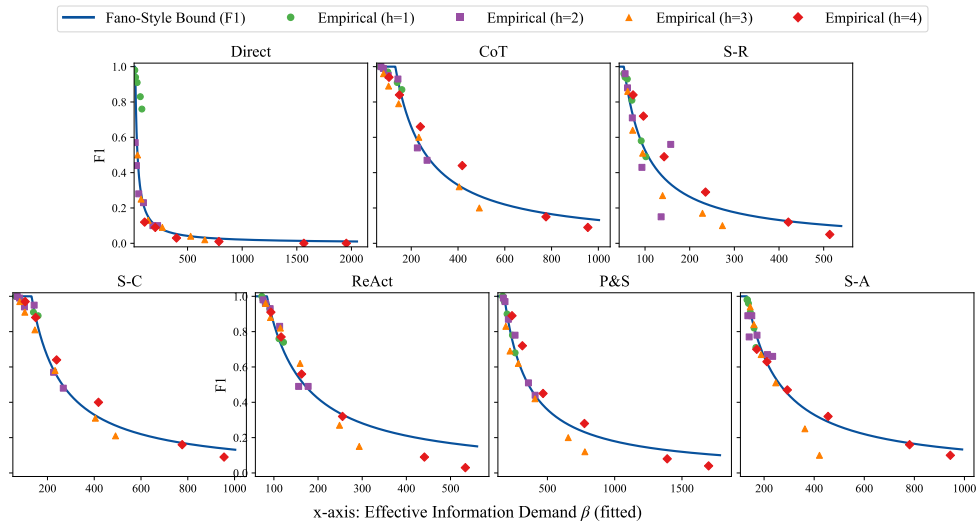 Fano-Style Bound (F1) Empirical (h=1) Empirical (h=2) Empirical (h=3) Empirical (h=4)
Direct CoT S-R
1.0
0.8
0.6
0.4
0.2
0.0
F1
500 1000 1500 2000
200 400 600 800 1000
100 200 300 400 500
S-C ReAct P&S S-A
1.0
0.8
0.6
0.4
0.2
0.0
F1
200 400 600 800 1000
100 200 300 400 500
500 1000 1500
200 400 600 800 1000
x-axis: Effective Information Demand β (fitted)